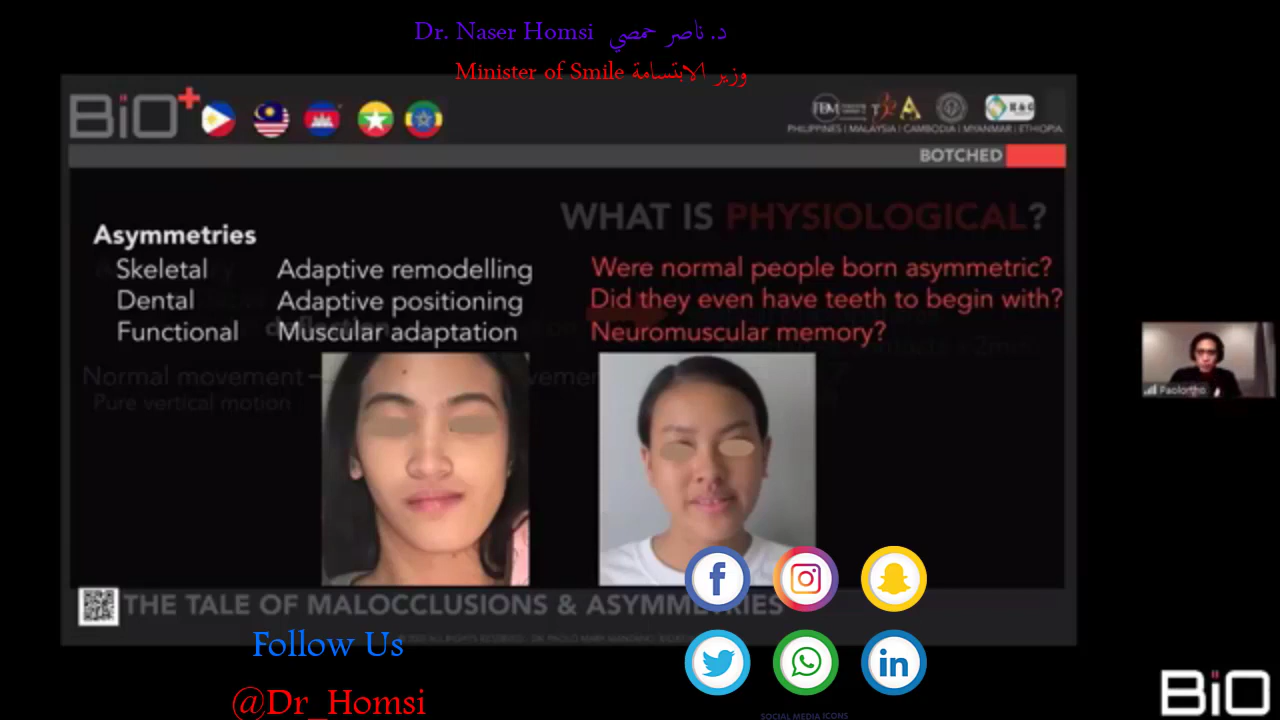 Dr. Naser Homsi د. ناصر حمصي
Minister of Smile وزير الابتسامة
BiO+
PHILIPPINES | MALAYSIA | CAMBODIA | MYANMAR | ETHIOPIA
BOTCHED
WHAT IS PHYSIOLOGICAL?
Asymmetries
Skeletal Adaptive remodelling Were normal people born asymmetric?
Dental Adaptive positioning Did they even have teeth to begin with?
Functional Muscular adaptation Neuromuscular memory?
Normal movement
Pure vertical motion
Paolortho
THE TALE OF MALOCCLUSIONS & ASYMMETRIES
Follow Us
@Dr_Homsi
SOCIAL MEDIA ICONS
BiO